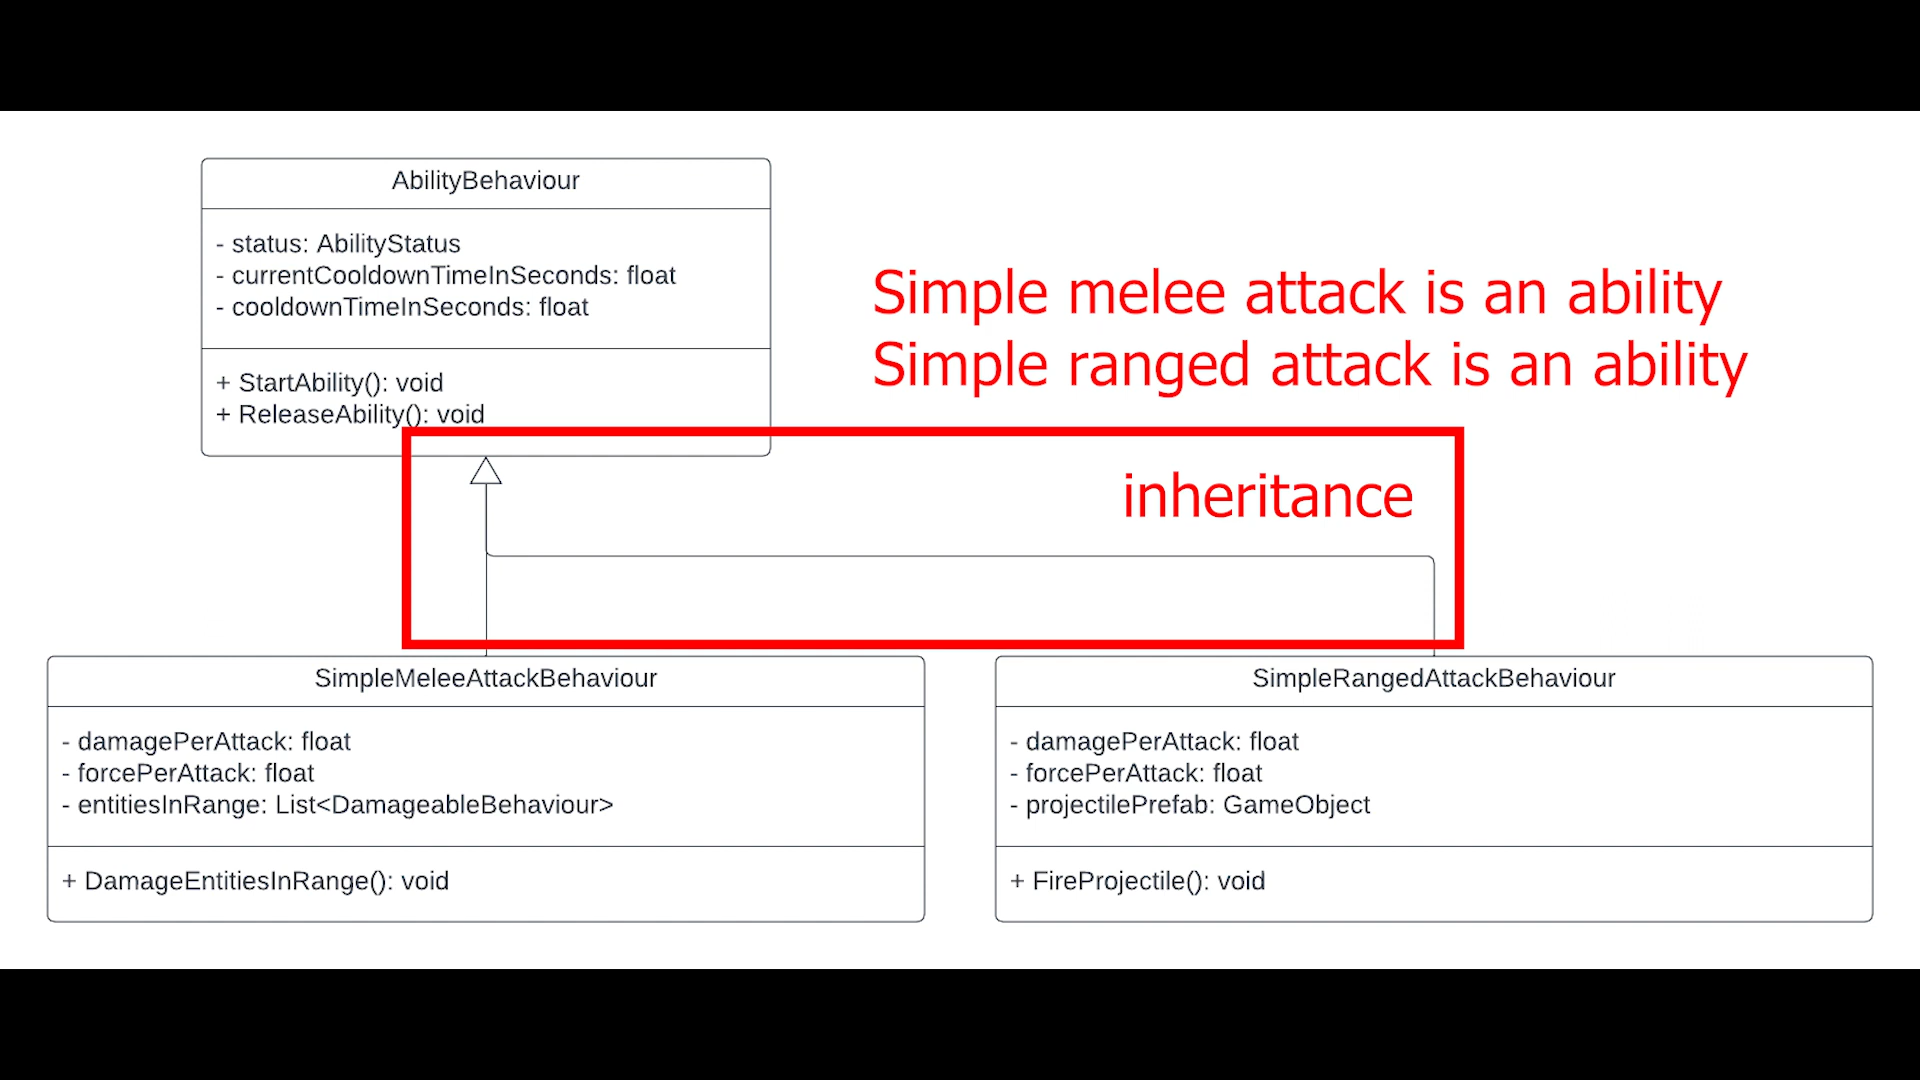 AbilityBehaviour
- status: AbilityStatus
- currentCooldownTimeInSeconds: float
- cooldownTimeInSeconds: float
+ StartAbility(): void
+ ReleaseAbility(): void
Simple melee attack is an ability
Simple ranged attack is an ability
inheritance
SimpleMeleeAttackBehaviour
- damagePerAttack: float
- forcePerAttack: float
- entitiesInRange: List<DamageableBehaviour>
+ DamageEntitiesInRange(): void
SimpleRangedAttackBehaviour
- damagePerAttack: float
- forcePerAttack: float
- projectilePrefab: GameObject
+ FireProjectile(): void